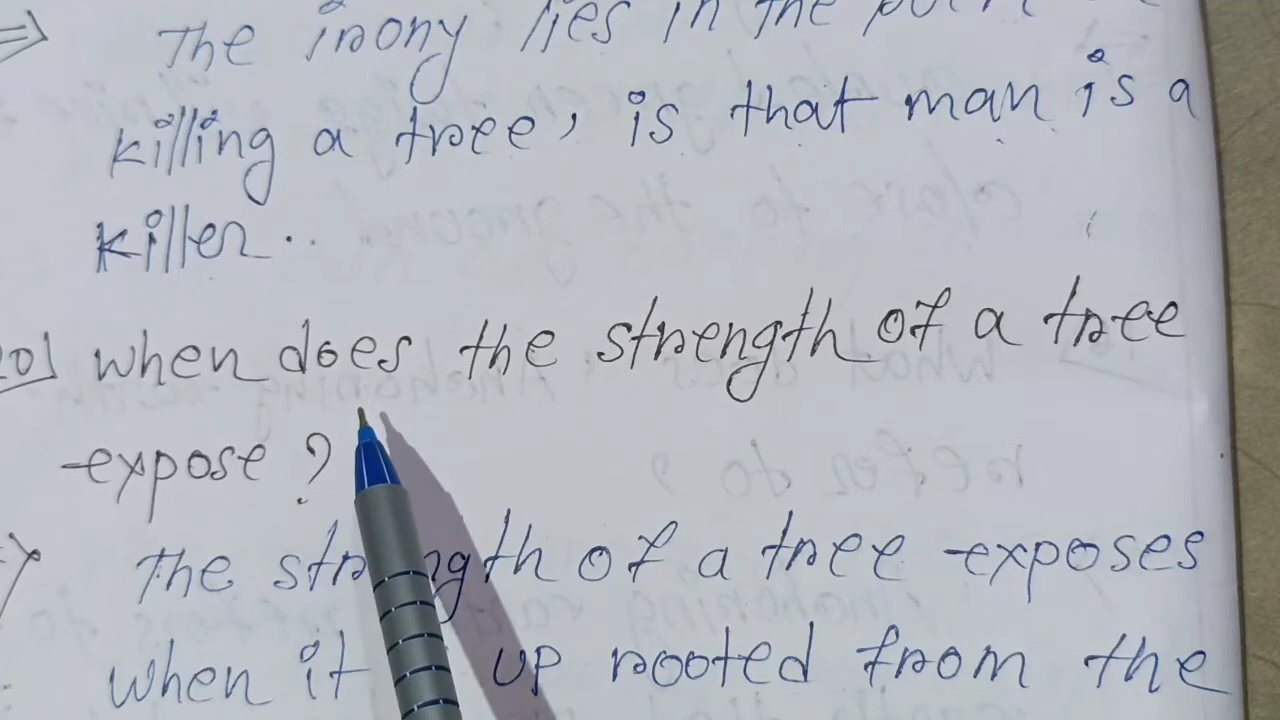 ⇒ The irony lies in the
killing a tree, is that man is a
killer.
when does the strength of a tree
expose ?
The strength of a tree exposes
when it up rooted from the